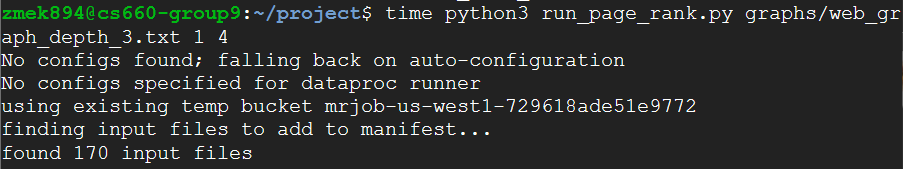 zmek894@cs660-group9:~/project$ time python3 run_page_rank.py graphs/web_gr
aph_depth_3.txt 1 4
No configs found; falling back on auto-configuration
No configs specified for dataproc runner
using existing temp bucket mrjob-us-west1-729618ade51e9772
finding input files to add to manifest...
found 170 input files